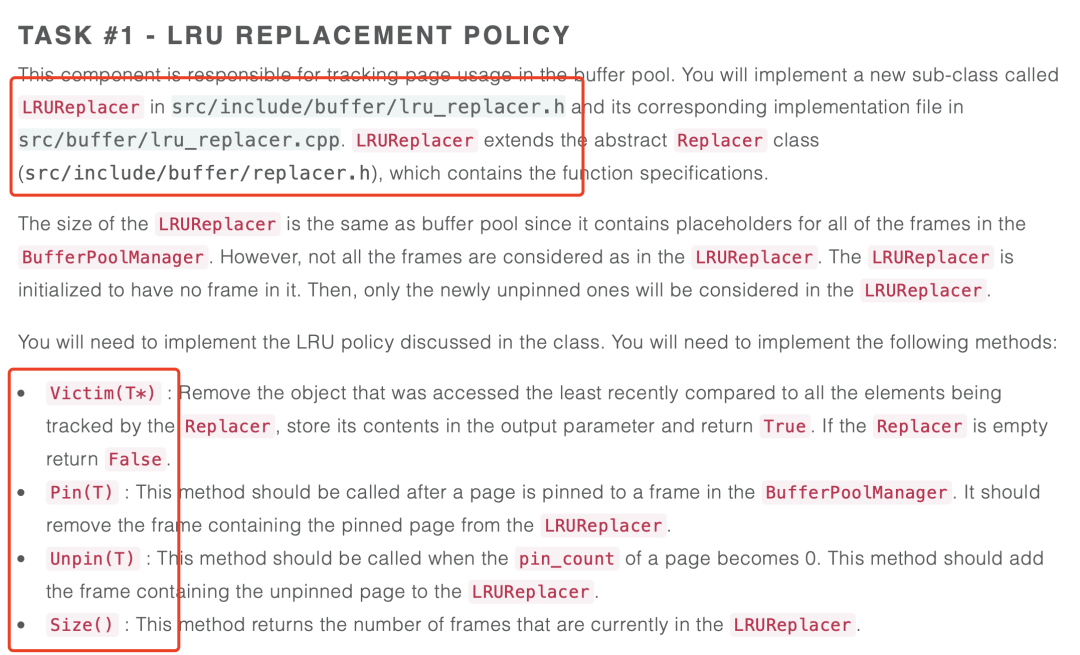 TASK #1 - LRU REPLACEMENT POLICY
This component is responsible for tracking page usage in the buffer pool. You will implement a new sub-class called
LRUReplacer in src/include/buffer/lru_replacer.h and its corresponding implementation file in
src/buffer/lru_replacer.cpp. LRUReplacer extends the abstract Replacer class
(src/include/buffer/replacer.h), which contains the function specifications.
The size of the LRUReplacer is the same as buffer pool since it contains placeholders for all of the frames in the
BufferPoolManager. However, not all the frames are considered as in the LRUReplacer. The LRUReplacer is
initialized to have no frame in it. Then, only the newly unpinned ones will be considered in the LRUReplacer.
You will need to implement the LRU policy discussed in the class. You will need to implement the following methods:
• Victim(T*) : Remove the object that was accessed the least recently compared to all the elements being
tracked by the Replacer, store its contents in the output parameter and return True. If the Replacer is empty
return False.
• Pin(T) : This method should be called after a page is pinned to a frame in the BufferPoolManager. It should
remove the frame containing the pinned page from the LRUReplacer.
• Unpin(T) : This method should be called when the pin_count of a page becomes 0. This method should add
the frame containing the unpinned page to the LRUReplacer.
• Size() : This method returns the number of frames that are currently in the LRUReplacer.